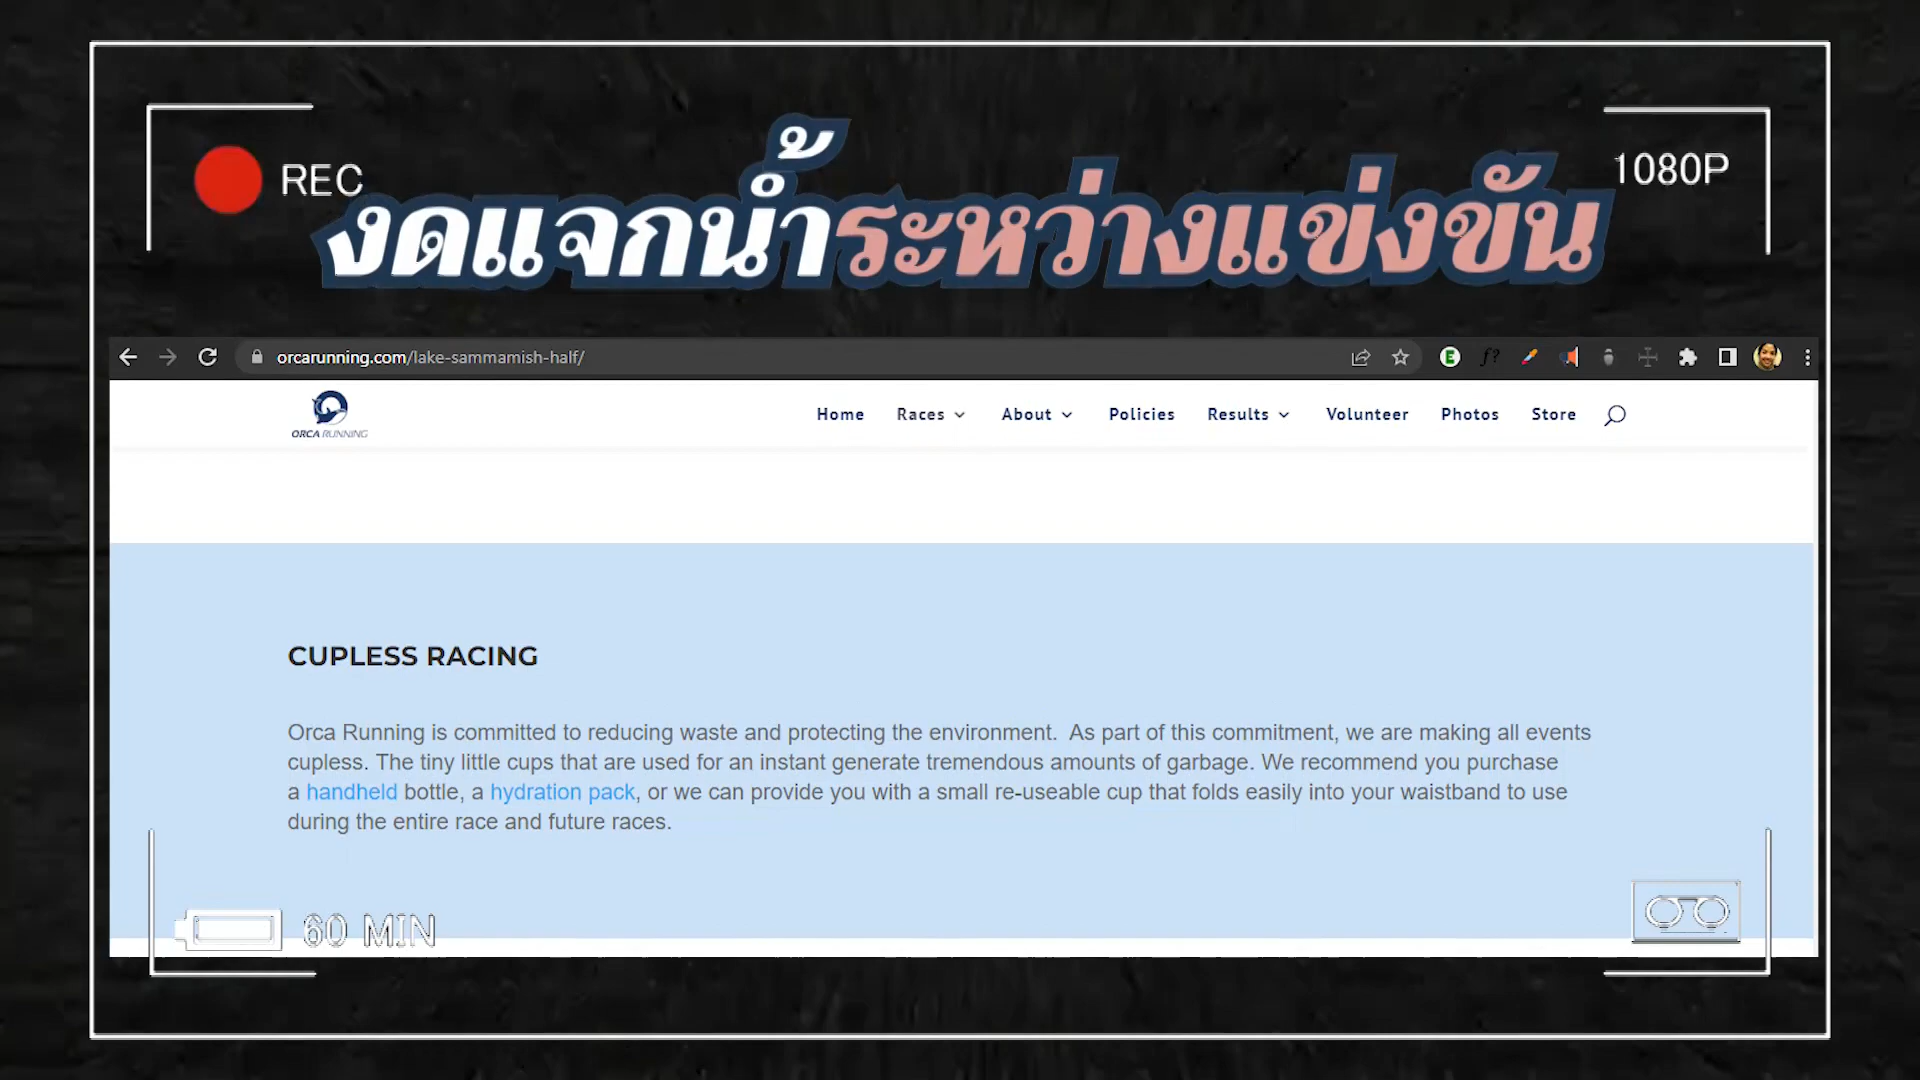 REC
1080P
งดแจกน้ำระหว่างแข่งขัน
orcarunning.com/lake-sammamish-half/
ORCA RUNNING
Home Races About Policies Results Volunteer Photos Store
CUPLESS RACING
Orca Running is committed to reducing waste and protecting the environment. As part of this commitment, we are making all events
cupless. The tiny little cups that are used for an instant generate tremendous amounts of garbage. We recommend you purchase
a handheld bottle, a hydration pack, or we can provide you with a small re-useable cup that folds easily into your waistband to use
during the entire race and future races.
60 MIN